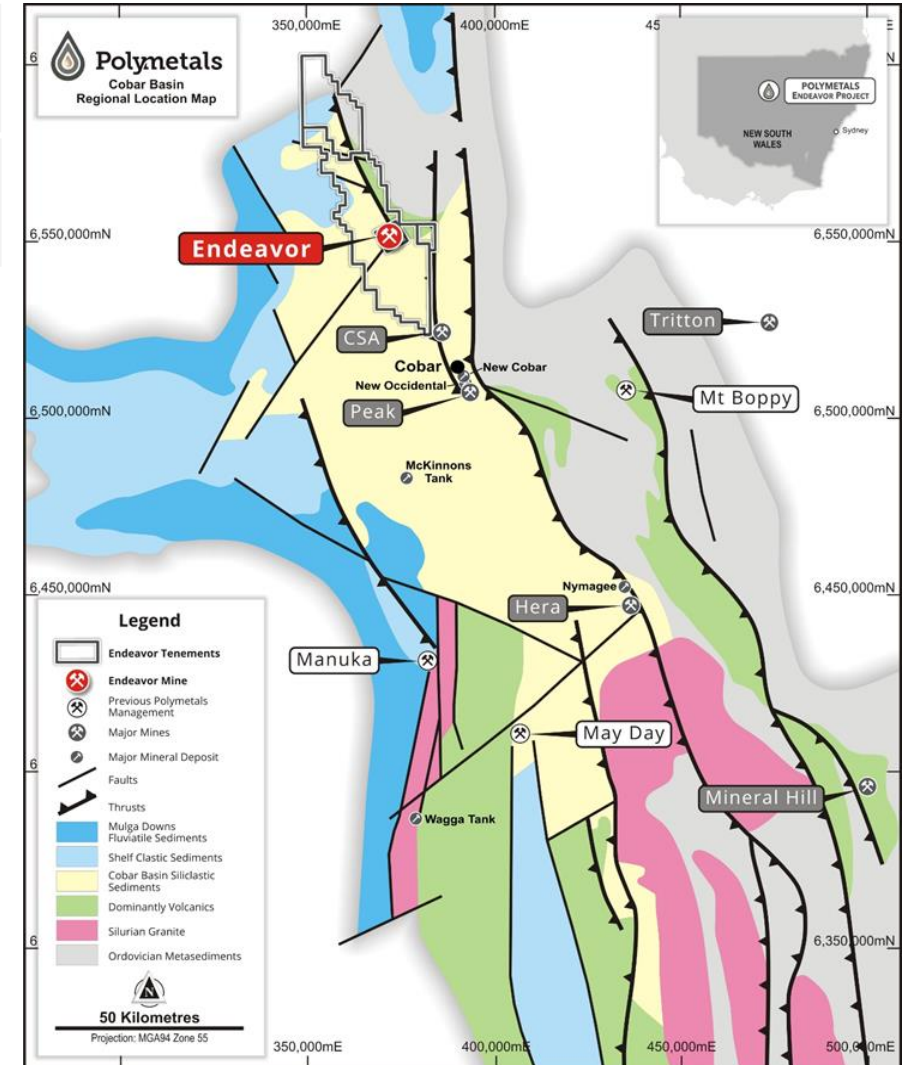 350,000mE
400,000mE
45
6
Polymetals
Cobar Basin
Regional Location Map
POLYMETALS
ENDEAVOR PROJECT
NEW SOUTH
WALES
Sydney
6,550,000mN
6,550,000mN
Endeavor
Tritton
CSA
Cobar
New Cobar
New Occidental
Peak
Mt Boppy
6,500,000mN
6,500,000mN
McKinnons
Tank
6,450,000mN
6,450,000mN
Nymagee
Hera
Manuka
May Day
Mineral Hill
Wagga Tank
6
6
6,350,000mN
Legend
Endeavor Tenements
Endeavor Mine
Previous Polymetals
Management
Major Mines
Major Mineral Deposit
Faults
Thrusts
Mulga Downs
Fluviatile Sediments
Shelf Clastic Sediments
Cobar Basin Siliclastic
Sediments
Dominantly Volcanics
Silurian Granite
Ordovician Metasediments
N
50 Kilometres
Projection: MGA94 Zone 55
350,000mE
400,000mE
450,000mE
500,000mE